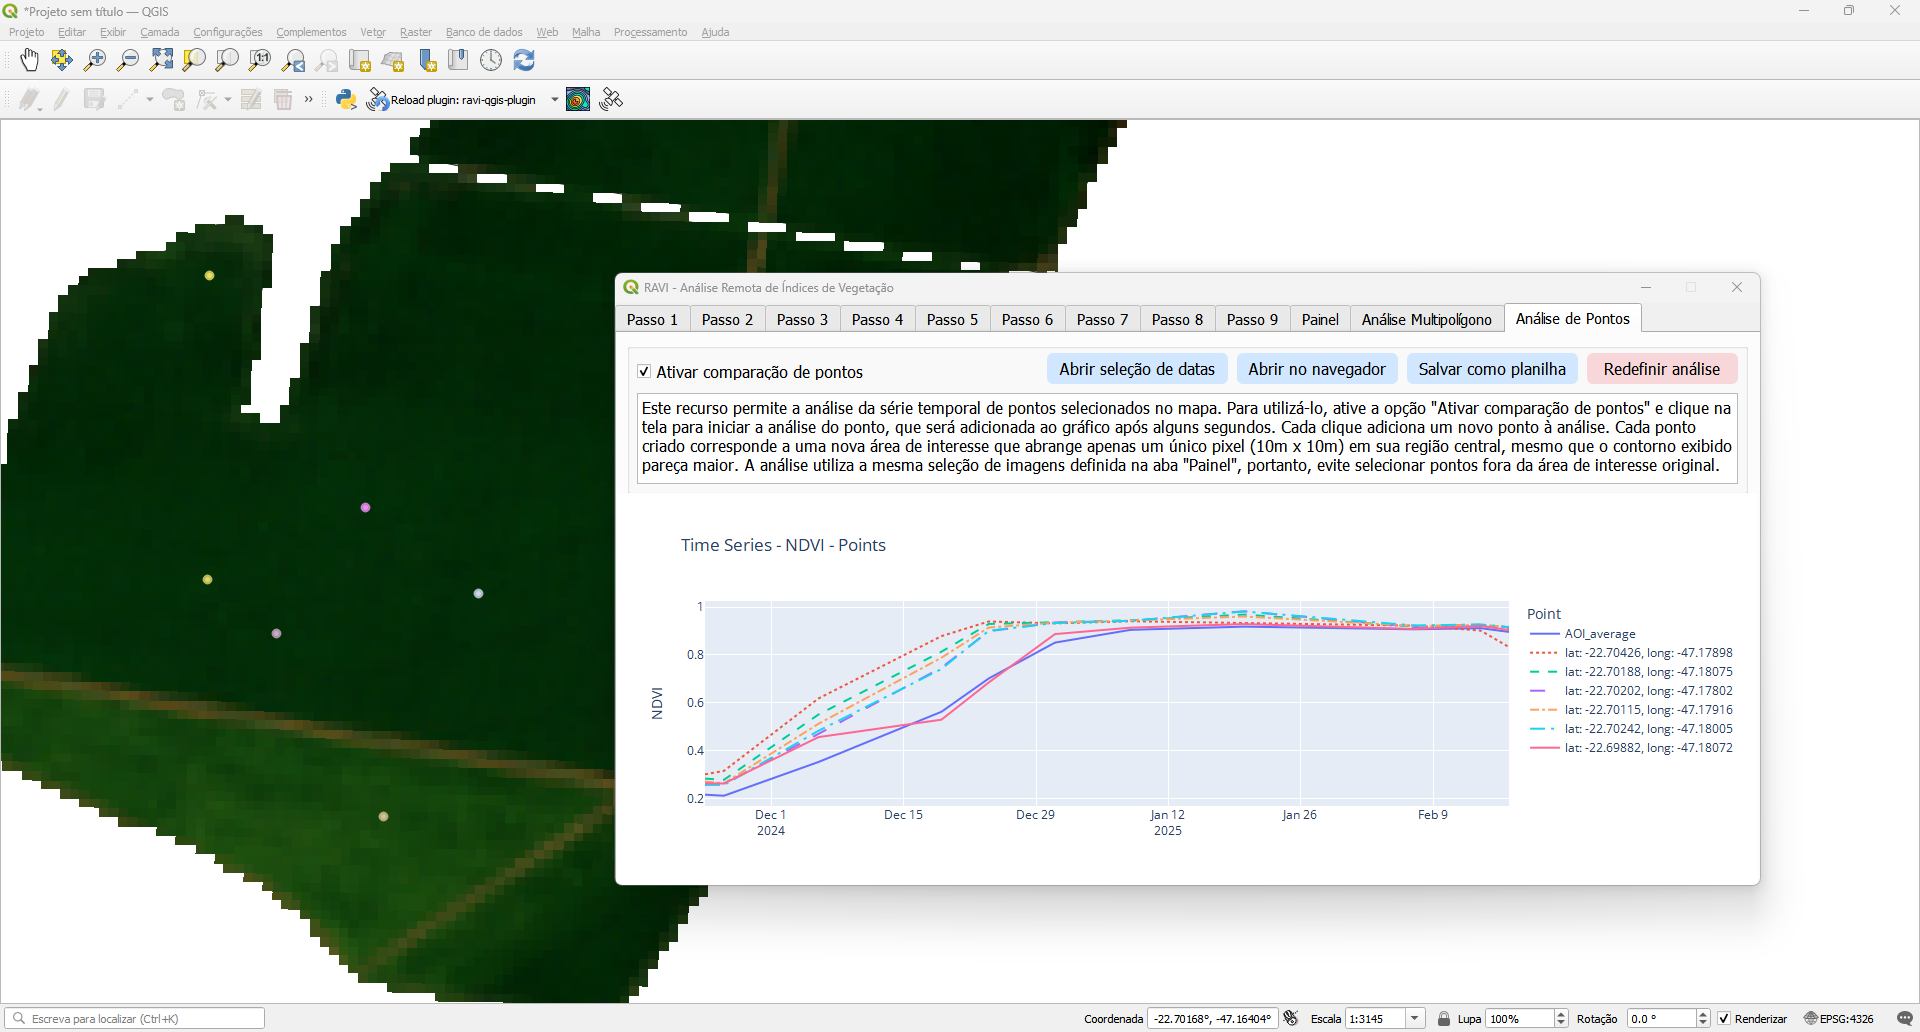 *Projeto sem título — QGIS
Projeto Editar Exibir Camada Configurações Complementos Vetor Raster Banco de dados Web Malha Processamento Ajuda
1:1
» Reload plugin: ravi-qgis-plugin
RAVI - Análise Remota de Índices de Vegetação
Passo 1 Passo 2 Passo 3 Passo 4 Passo 5 Passo 6 Passo 7 Passo 8 Passo 9 Painel Análise Multipolígono Análise de Pontos
Ativar comparação de pontos Abrir seleção de datas Abrir no navegador Salvar como planilha Redefinir análise
Este recurso permite a análise da série temporal de pontos selecionados no mapa. Para utilizá-lo, ative a opção "Ativar comparação de pontos" e clique na
tela para iniciar a análise do ponto, que será adicionada ao gráfico após alguns segundos. Cada clique adiciona um novo ponto à análise. Cada ponto
criado corresponde a uma nova área de interesse que abrange apenas um único pixel (10m x 10m) em sua região central, mesmo que o contorno exibido
pareça maior. A análise utiliza a mesma seleção de imagens definida na aba "Painel", portanto, evite selecionar pontos fora da área de interesse original.
Time Series - NDVI - Points
NDVI
1
0.8
0.6
0.4
0.2
Dec 1 Dec 15 Dec 29 Jan 12 Jan 26 Feb 9
2024 2025
Point
AOI_average
lat: -22.70426, long: -47.17898
lat: -22.70188, long: -47.18075
lat: -22.70202, long: -47.17802
lat: -22.70115, long: -47.17916
lat: -22.70242, long: -47.18005
lat: -22.69882, long: -47.18072
Escreva para localizar (Ctrl+K) Coordenada -22.70168°, -47.16404° Escala 1:3145 Lupa 100% Rotação 0.0 ° Renderizar EPSG:4326